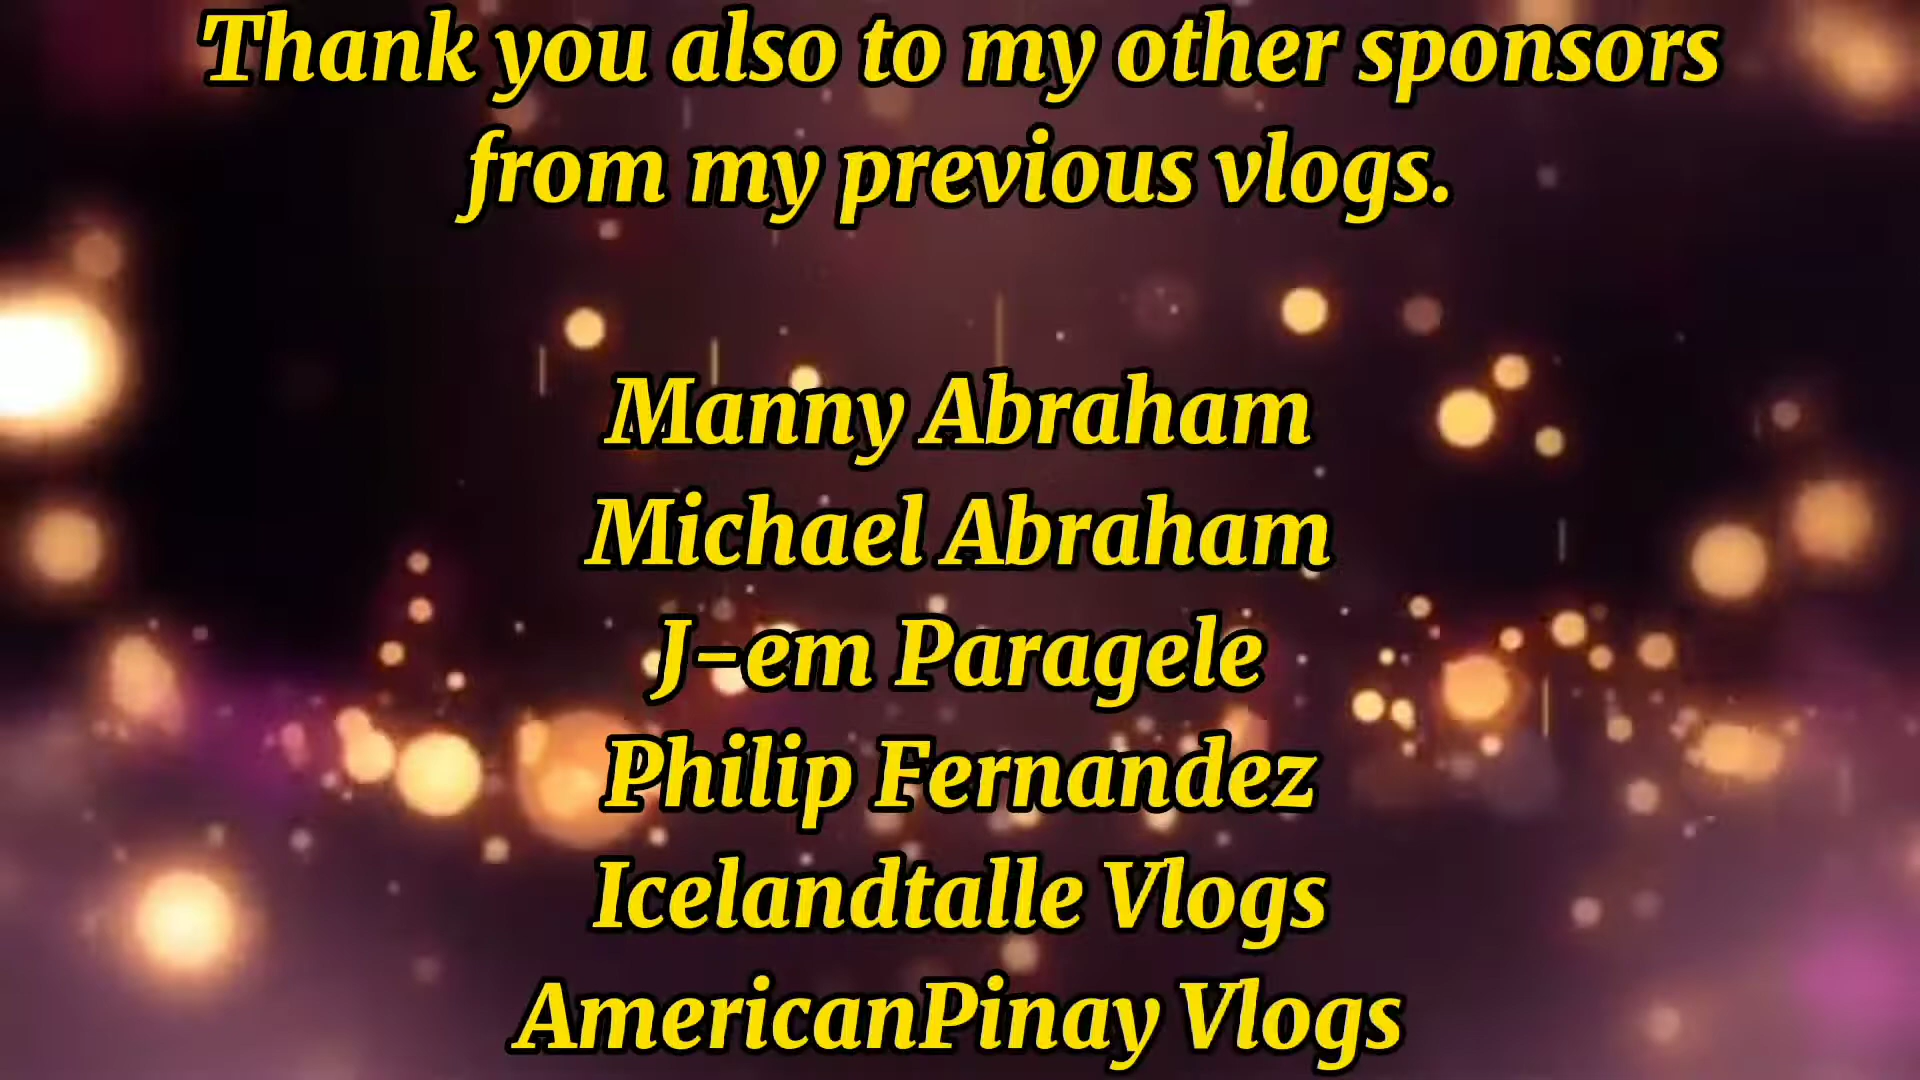 Thank you also to my other sponsors
from my previous vlogs.
Manny Abraham
Michael Abraham
J-em Paragele
Philip Fernandez
Icelandtalle Vlogs
AmericanPinay Vlogs